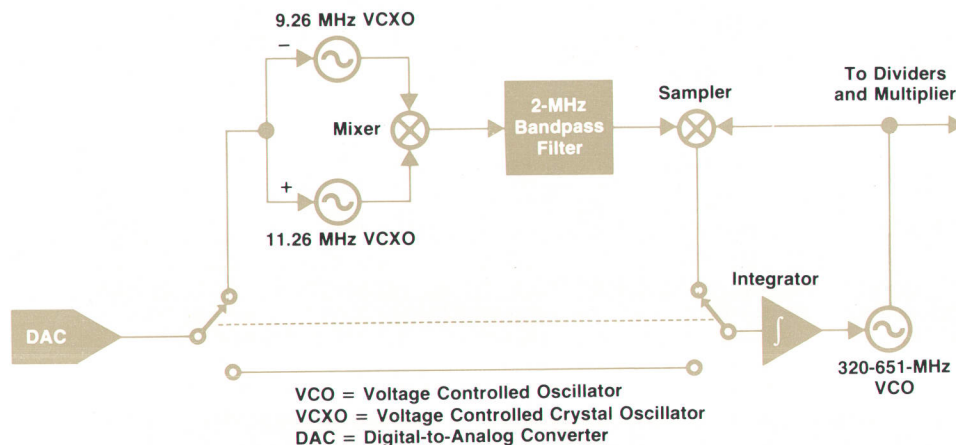 9.26 MHz VCXO
−
Mixer
2-MHz
Bandpass
Filter
Sampler
To Dividers
and Multiplier
+
11.26 MHz VCXO
Integrator
DAC
∫
320-651-MHz
VCO
VCO = Voltage Controlled Oscillator
VCXO = Voltage Controlled Crystal Oscillator
DAC = Digital-to-Analog Converter